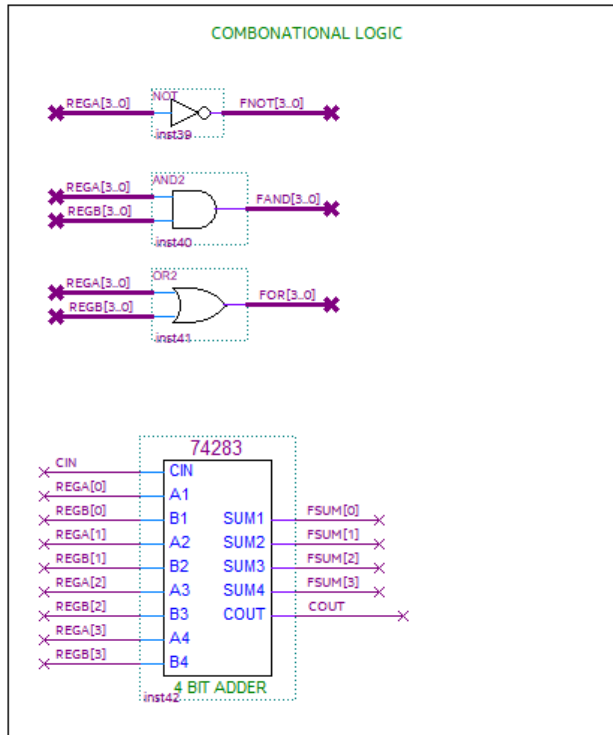 COMBONATIONAL LOGIC
NOT
REGA[3..0] FNOT[3..0]
inst39
AND2
REGA[3..0]
REGB[3..0] FAND[3..0]
inst40
OR2
REGA[3..0]
REGB[3..0] FOR[3..0]
inst41
74283
CIN CIN
REGA[0] A1
REGB[0] B1 SUM1 FSUM[0]
REGA[1] A2 SUM2 FSUM[1]
REGB[1] B2 SUM3 FSUM[2]
REGA[2] A3 SUM4 FSUM[3]
REGB[2] B3 COUT COUT
REGA[3] A4
REGB[3] B4
4 BIT ADDER
inst42